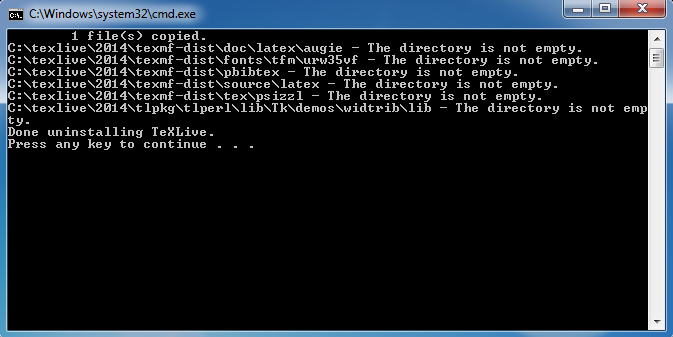 C:\Windows\system32\cmd.exe
1 file(s) copied.
C:\texlive\2014\texmf-dist\doc\latex\augie - The directory is not empty.
C:\texlive\2014\texmf-dist\fonts\tfm\urw35vf - The directory is not empty.
C:\texlive\2014\texmf-dist\pbibtex - The directory is not empty.
C:\texlive\2014\texmf-dist\source\latex - The directory is not empty.
C:\texlive\2014\texmf-dist\tex\psizzl - The directory is not empty.
C:\texlive\2014\tlpkg\tlperl\lib\Tk\demos\widtrib\lib - The directory is not emp
ty.
Done uninstalling TeXLive.
Press any key to continue . . .